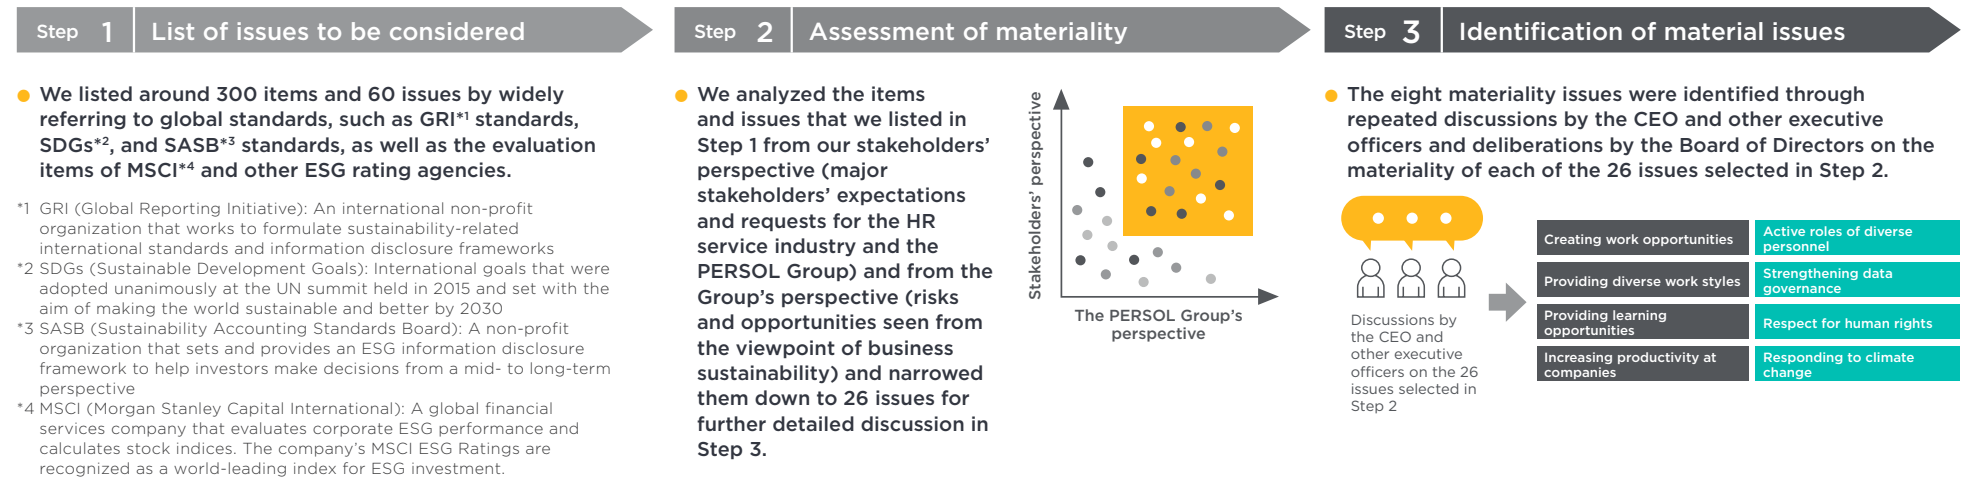 Step 1 List of issues to be considered
We listed around 300 items and 60 issues by widely
referring to global standards, such as GRI*1 standards,
SDGs*2, and SASB*3 standards, as well as the evaluation
items of MSCI*4 and other ESG rating agencies.
*1 GRI (Global Reporting Initiative): An international non-profit
organization that works to formulate sustainability-related
international standards and information disclosure frameworks
*2 SDGs (Sustainable Development Goals): International goals that were
adopted unanimously at the UN summit held in 2015 and set with the
aim of making the world sustainable and better by 2030
*3 SASB (Sustainability Accounting Standards Board): A non-profit
organization that sets and provides an ESG information disclosure
framework to help investors make decisions from a mid- to long-term
perspective
*4 MSCI (Morgan Stanley Capital International): A global financial
services company that evaluates corporate ESG performance and
calculates stock indices. The company's MSCI ESG Ratings are
recognized as a world-leading index for ESG investment.
Step 2 Assessment of materiality
We analyzed the items
and issues that we listed in
Step 1 from our stakeholders'
perspective (major
stakeholders' expectations
and requests for the HR
service industry and the
PERSOL Group) and from the
Group's perspective (risks
and opportunities seen from
the viewpoint of business
sustainability) and narrowed
them down to 26 issues for
further detailed discussion in
Step 3.
Stakeholders' perspective
The PERSOL Group's
perspective
Step 3 Identification of material issues
The eight materiality issues were identified through
repeated discussions by the CEO and other executive
officers and deliberations by the Board of Directors on the
materiality of each of the 26 issues selected in Step 2.
Discussions by
the CEO and
other executive
officers on the 26
issues selected in
Step 2
Creating work opportunities
Providing diverse work styles
Providing learning
opportunities
Increasing productivity at
companies
Active roles of diverse
personnel
Strengthening data
governance
Respect for human rights
Responding to climate
change